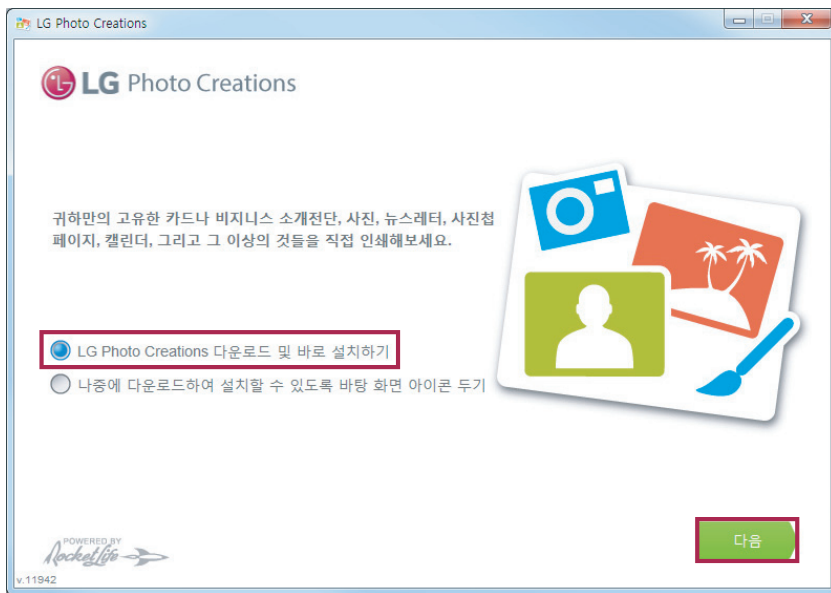 LG Photo Creations
LG Photo Creations
귀하만의 고유한 카드나 비지니스 소개전단, 사진, 뉴스레터, 사진첩
페이지, 캘린더, 그리고 그 이상의 것들을 직접 인쇄해보세요.
LG Photo Creations 다운로드 및 바로 설치하기
나중에 다운로드하여 설치할 수 있도록 바탕 화면 아이콘 두기
다음
POWERED BY
RocketLife
v.11942